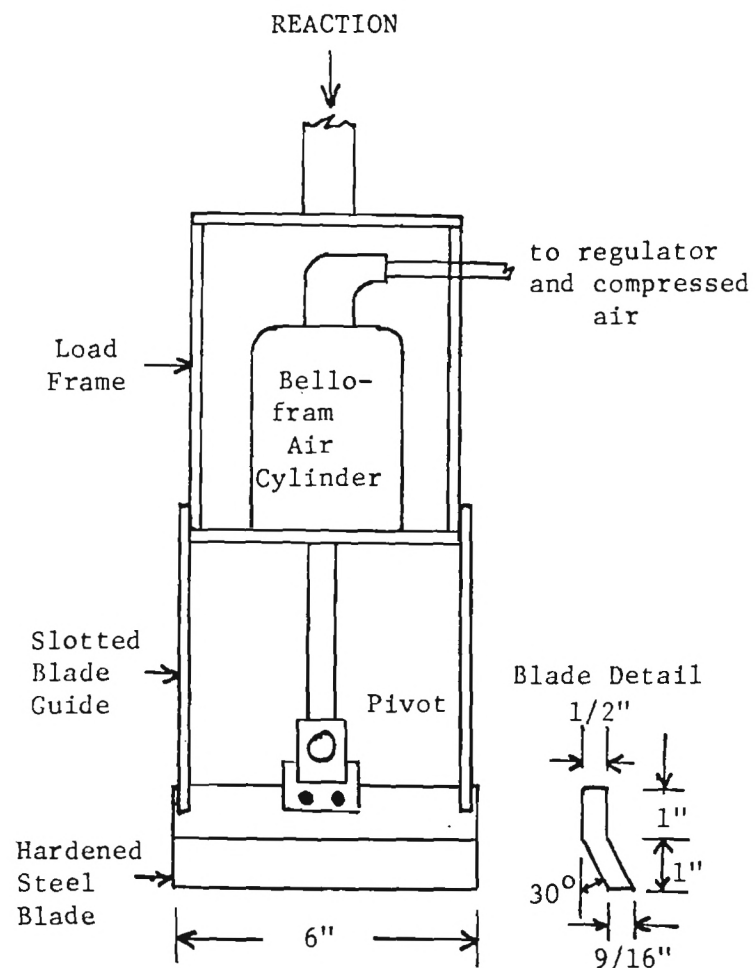 REACTION
to regulator
and compressed
air
Load
Frame
Bello-
fram
Air
Cylinder
Slotted
Blade
Guide
Pivot
Blade Detail
1/2"
1"
1"
30°
9/16"
Hardened
Steel
Blade
6"